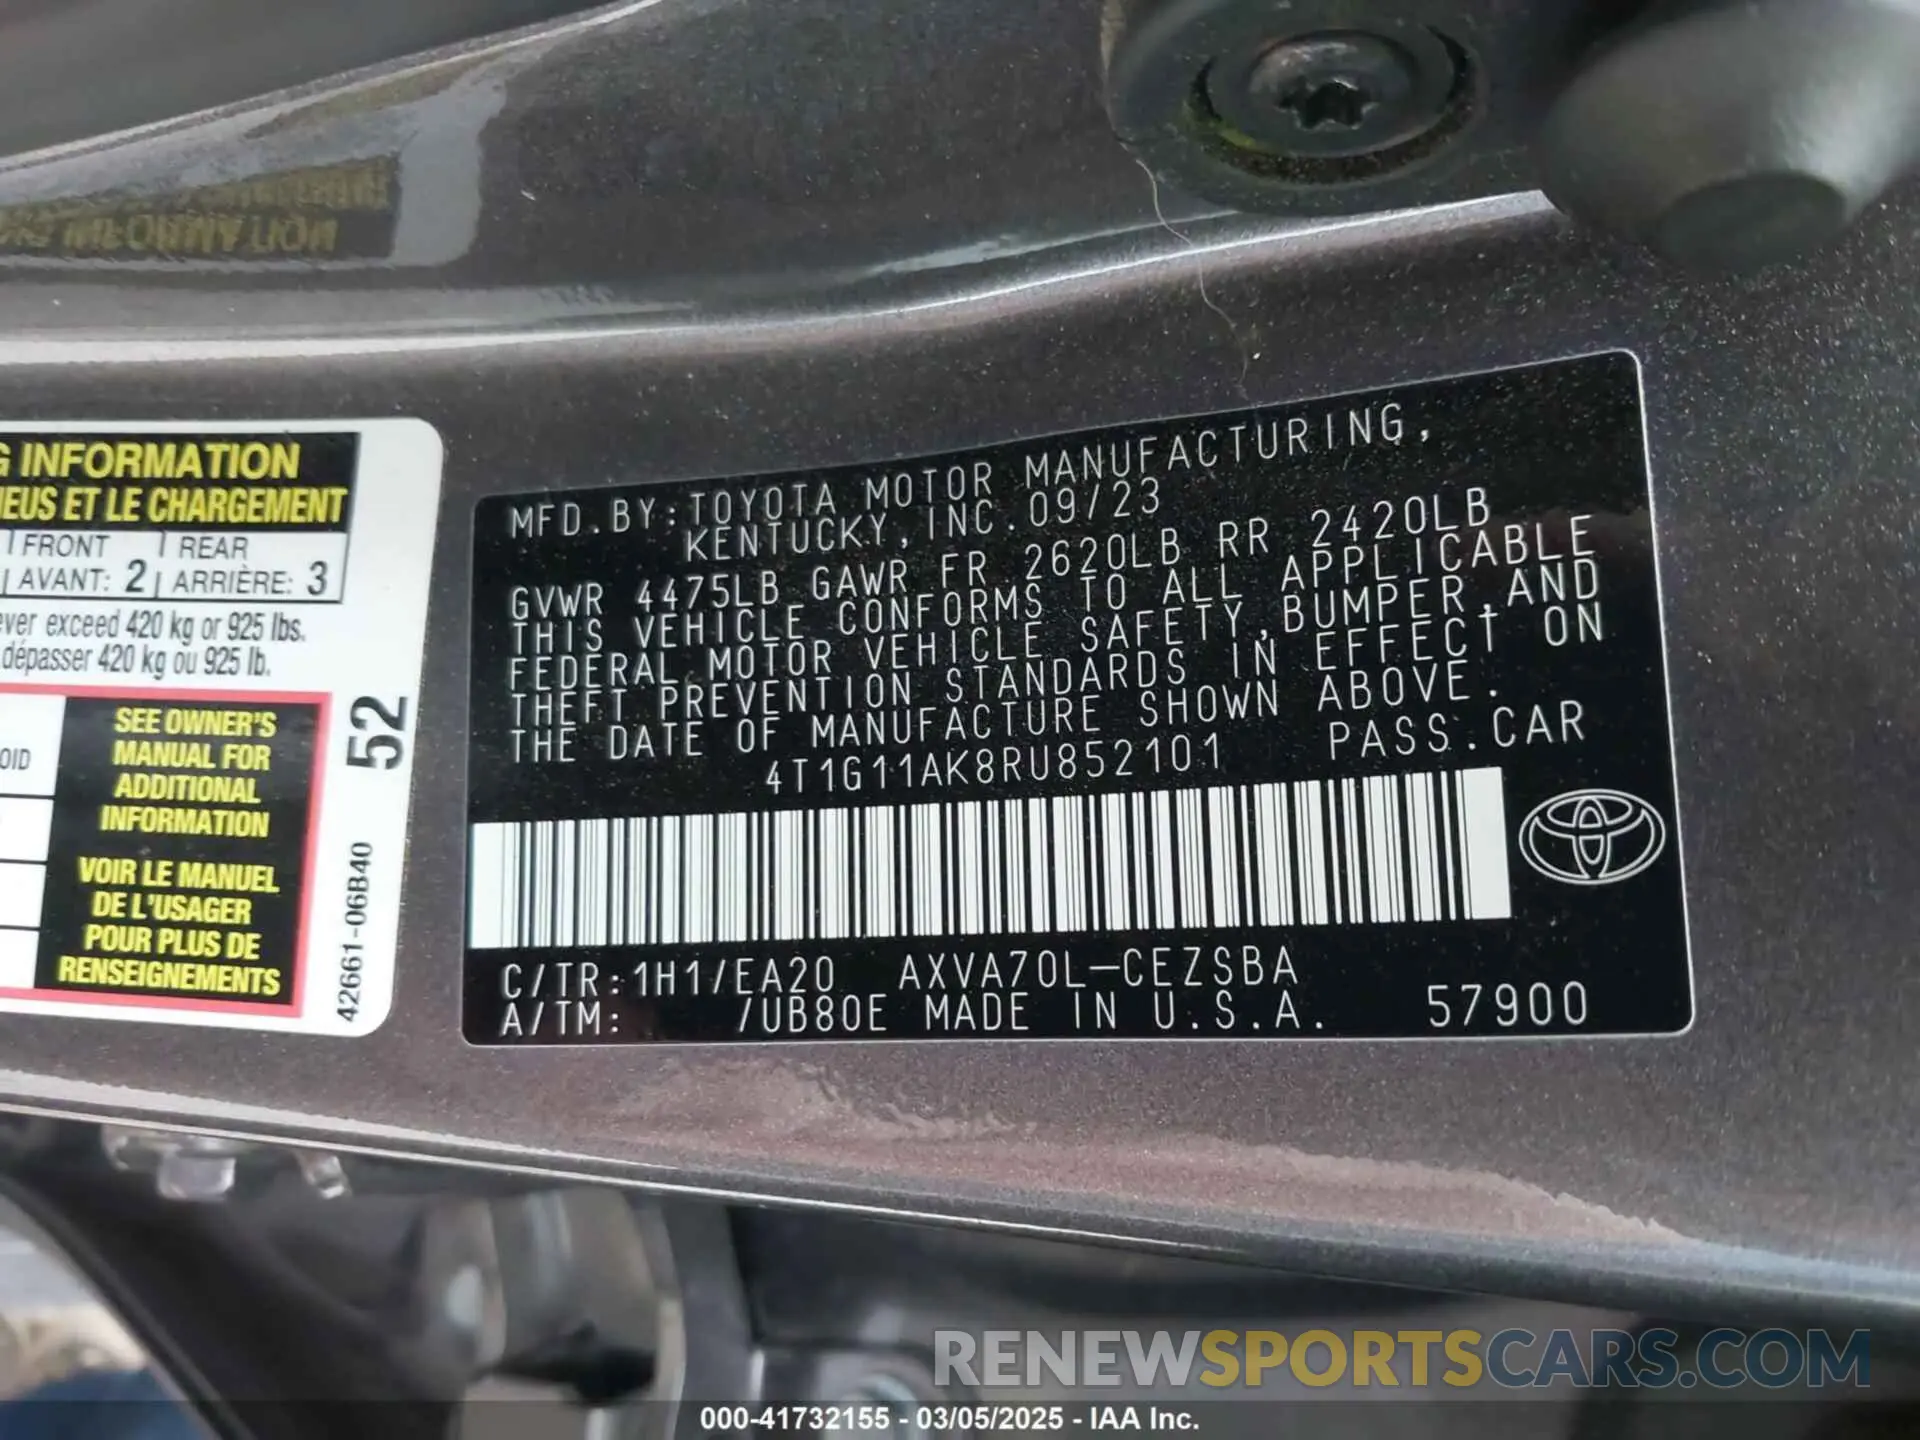 G INFORMATION
NEUS ET LE CHARGEMENT
FRONT REAR
AVANT: 2 ARRIÈRE: 3
ever exceed 420 kg or 925 lbs.
dépasser 420 kg ou 925 lb.
SEE OWNER'S
MANUAL FOR
ADDITIONAL
INFORMATION
VOIR LE MANUEL
DE L'USAGER
POUR PLUS DE
RENSEIGNEMENTS
OID
52
42661-06B40
MFD.BY:TOYOTA MOTOR MANUFACTURING,
KENTUCKY,INC.09/23
GVWR 4475LB GAWR FR 2620LB RR 2420LB
THIS VEHICLE CONFORMS TO ALL APPLICABLE
FEDERAL MOTOR VEHICLE SAFETY,BUMPER,AND
THEFT PREVENTION STANDARDS IN EFFECT ON
THE DATE OF MANUFACTURE SHOWN ABOVE.
4T1G11AK8RU852101 PASS.CAR
C/TR:1H1/EA20 AXVA70L-CEZSBA
A/TM: /UB80E MADE IN U.S.A. 57900
RENEWSPORTSCARS.COM
000-41732155 - 03/05/2025 - IAA Inc.